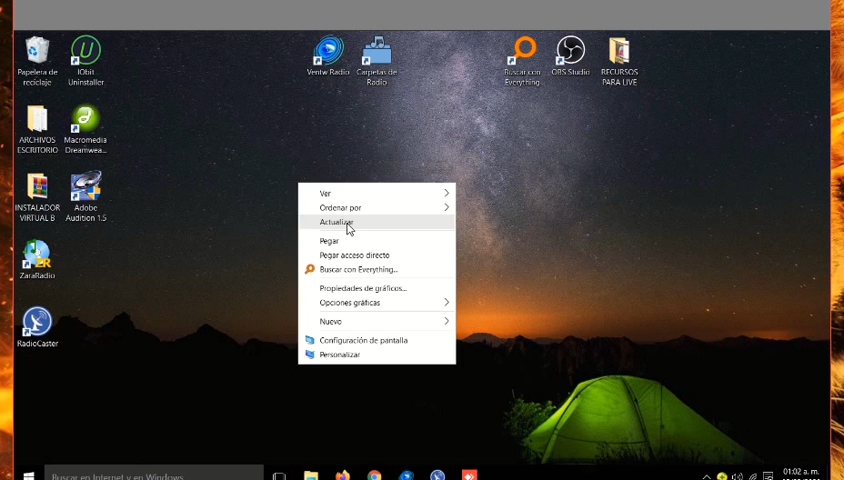 Papelera de
reciclaje
IObit
Uninstaller
Ventw Radio
Carpetas de
Radio
Buscar con
Everything
OBS Studio
RECURSOS
PARA LIVE
ARCHIVOS
ESCRITORIO
Macromedia
Dreamwea...
INSTALADOR
VIRTUAL B
Adobe
Audition 1.5
ZR
ZaraRadio
RadioCaster
Ver
Ordenar por
Actualizar
Pegar
Pegar acceso directo
Buscar con Everything...
Propiedades de gráficos...
Opciones gráficas
Nuevo
Configuración de pantalla
Personalizar
Buscar en Internet y en Windows
01:02 a. m.